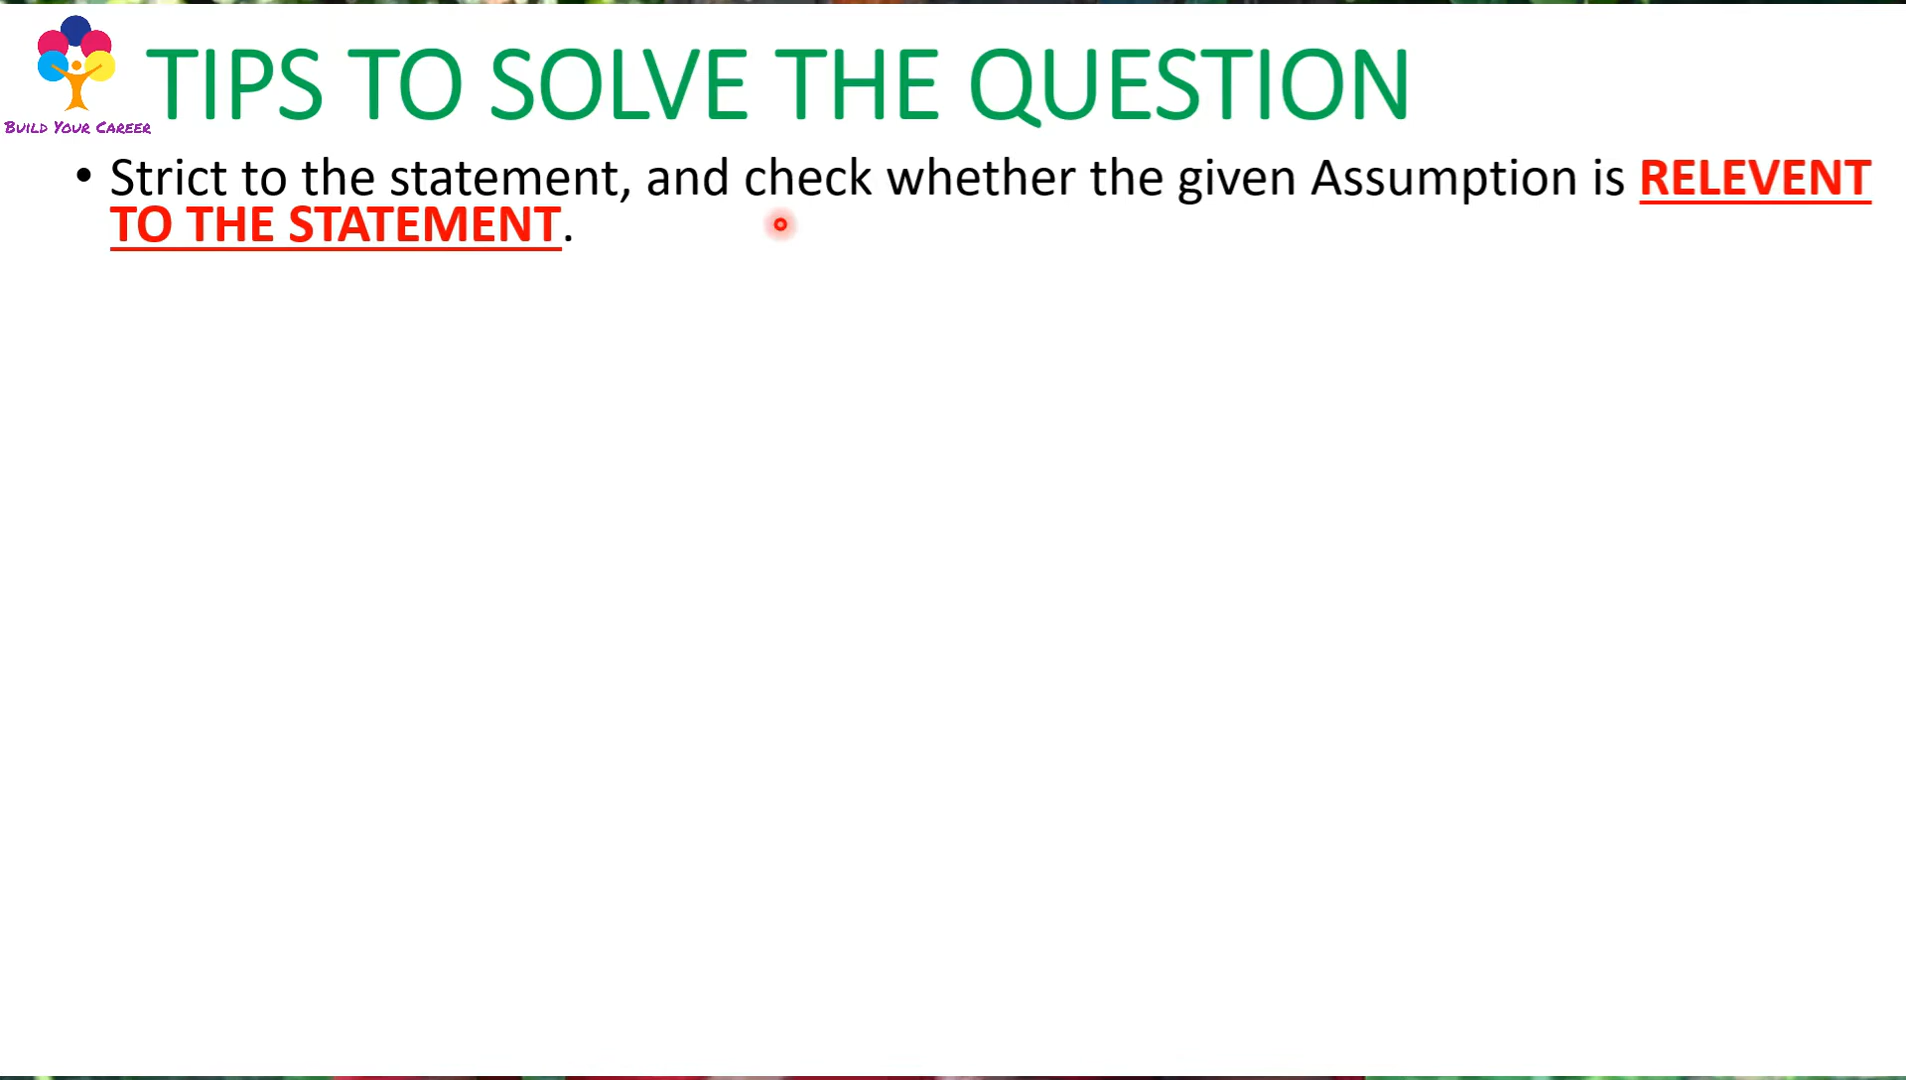 TIPS TO SOLVE THE QUESTION
BUILD YOUR CAREER
• Strict to the statement, and check whether the given Assumption is RELEVENT
TO THE STATEMENT.